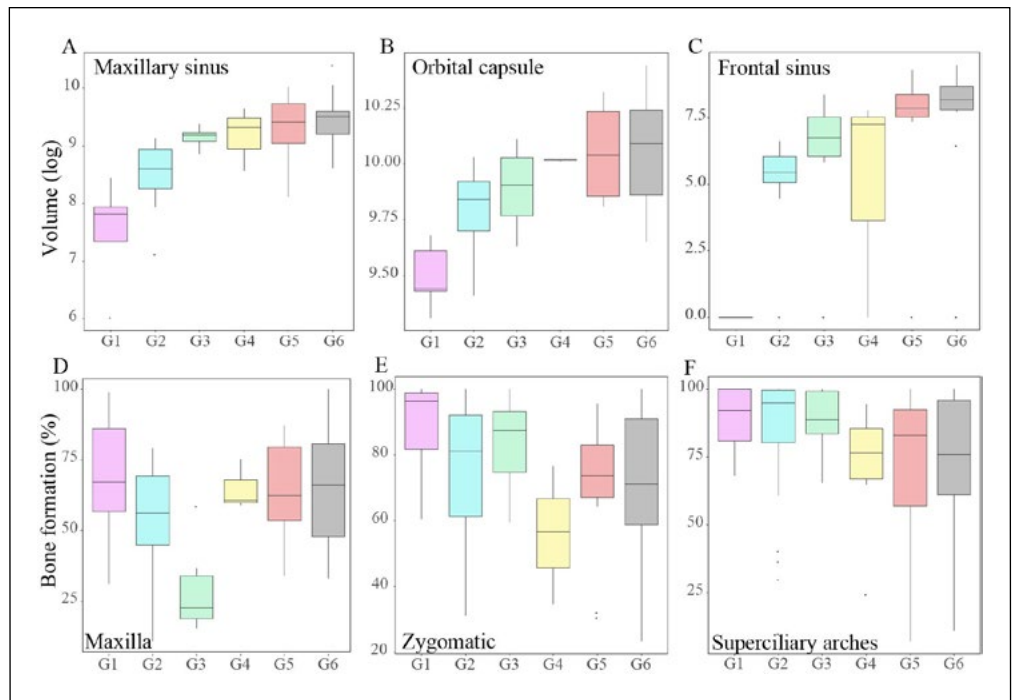 A
Maxillary sinus
B
Orbital capsule
C
Frontal sinus
Volume (log)
10
9
8
7
6
10.25
10.00
9.75
9.50
7.5
5.0
2.5
0.0
G1 G2 G3 G4 G5 G6
G1 G2 G3 G4 G5 G6
G1 G2 G3 G4 G5 G6
D
E
F
Bone formation (%)
100
75
50
25
100
80
60
40
20
100
75
50
25
Maxilla
Zygomatic
Superciliary arches
G1 G2 G3 G4 G5 G6
G1 G2 G3 G4 G5 G6
G1 G2 G3 G4 G5 G6